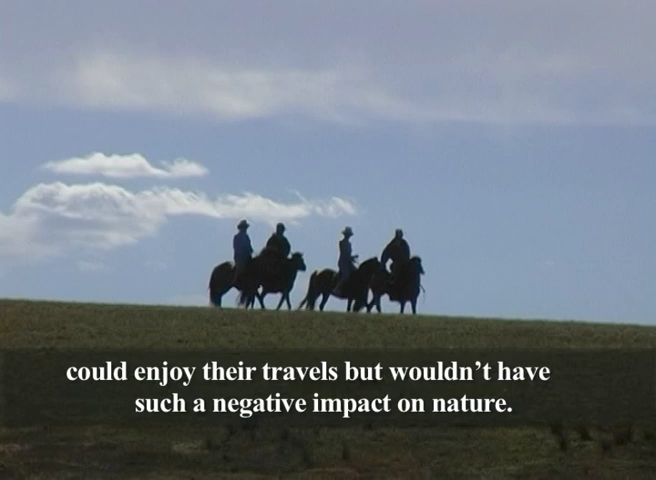 could enjoy their travels but wouldn’t have
such a negative impact on nature.